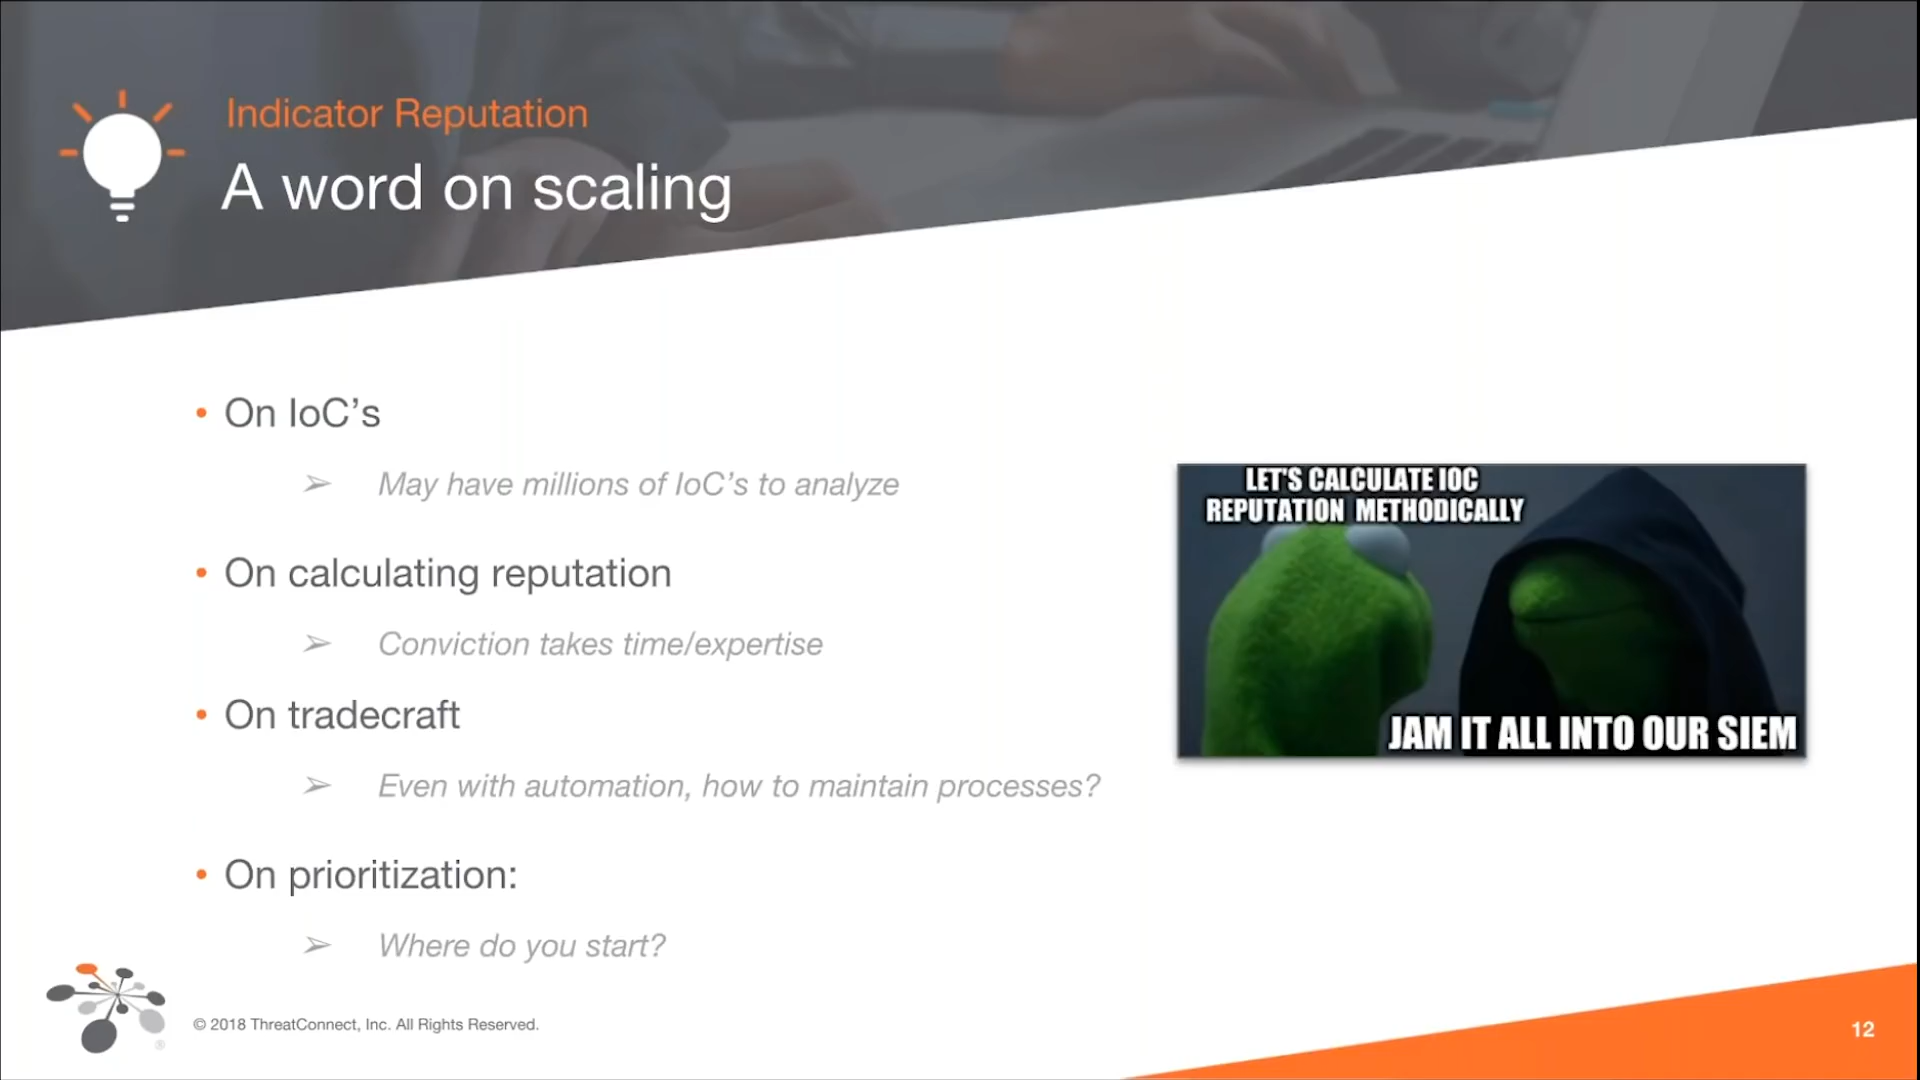 Indicator Reputation
A word on scaling
• On IoC’s
➢ May have millions of IoC’s to analyze
• On calculating reputation
➢ Conviction takes time/expertise
• On tradecraft
➢ Even with automation, how to maintain processes?
• On prioritization:
➢ Where do you start?
LET'S CALCULATE IOC
REPUTATION METHODICALLY
JAM IT ALL INTO OUR SIEM
®
© 2018 ThreatConnect, Inc. All Rights Reserved.
12